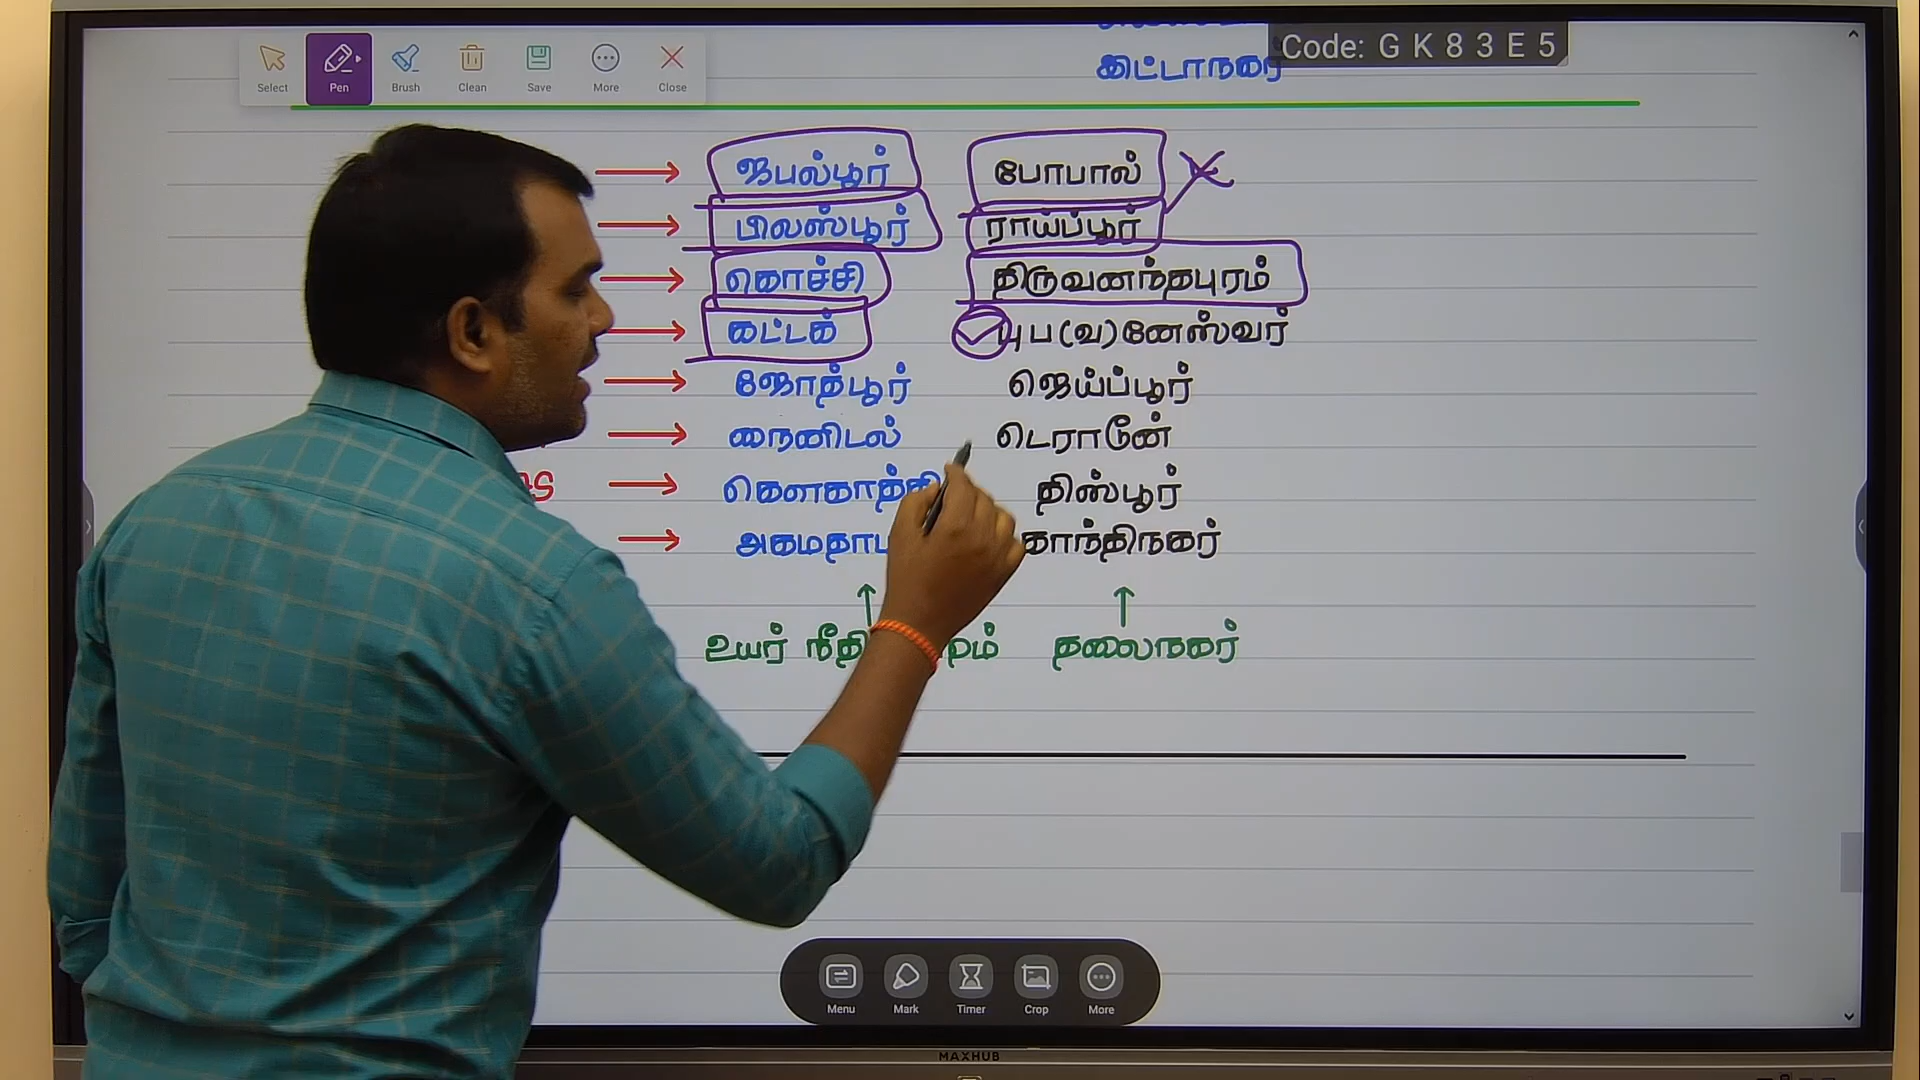 கிட்டாநகர்
Code: G K 8 3 E 5
Select Pen Brush Clean Save More Close
→ ஜபல்பூர் போபால்
→ பிலஸ்பூர் ராய்ப்பூர்
→ கொச்சி திருவனந்தபுரம்
→ கட்டக் புப(வ)னேஸ்வர்
→ ஜோத்பூர் ஜெய்ப்பூர்
→ நைனிடல் டெராடூன்
→ கௌகாத்தி திஸ்பூர்
→ காந்திநகர்
↑ ↑
உயர் தலைநகர்
Menu Mark Timer Crop More
MAXHUB